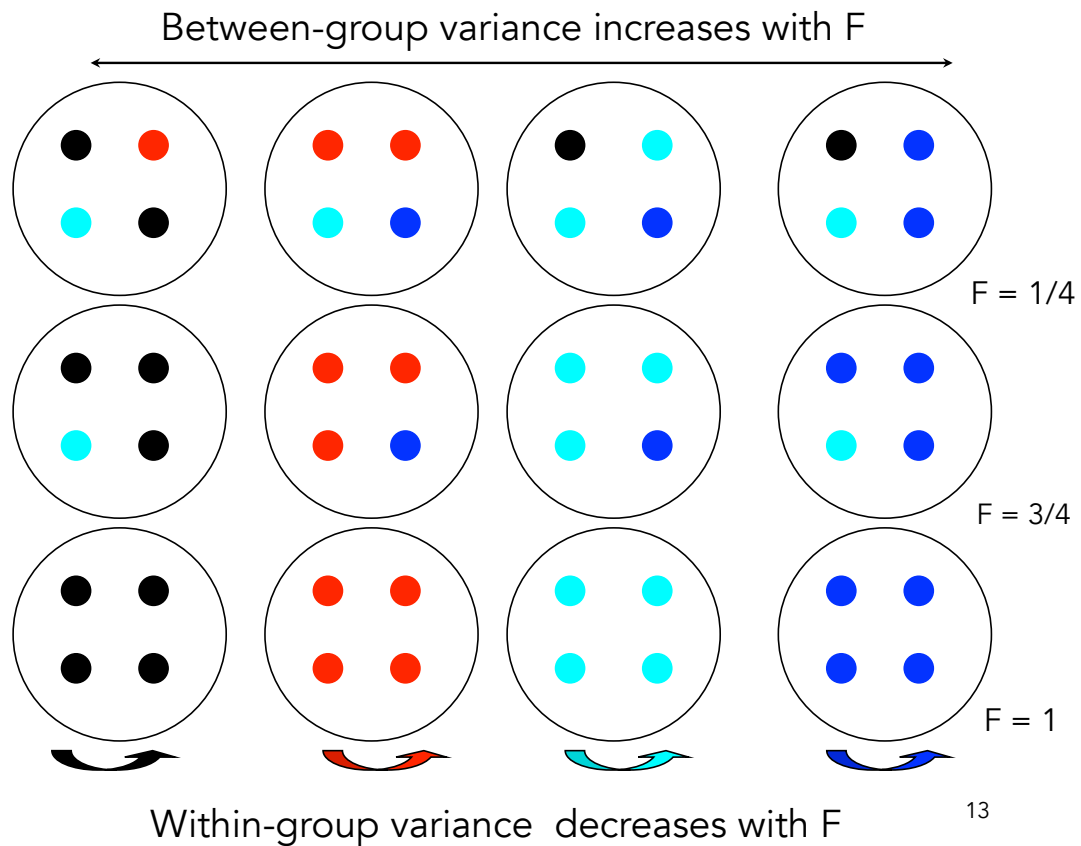 Between-group variance increases with F
F = 1/4
F = 3/4
F = 1
Within-group variance decreases with F
13